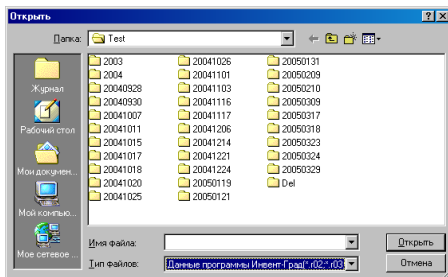 Открыть
Папка: Test
2003
2004
20040928
20040930
20041007
20041011
20041015
20041017
20041018
20041020
20041025
20041026
20041101
20041103
20041116
20041117
20041206
20041214
20041221
20041224
20050119
20050121
20050131
20050209
20050210
20050309
20050317
20050318
20050323
20050324
20050329
Del
Журнал
Рабочий стол
Мои докумен...
Мой компью...
Мое сетевое ...
Имя файла:
Открыть
Тип файлов: Данные программы Инвент-Град(*.r02;*.r03;
Отмена